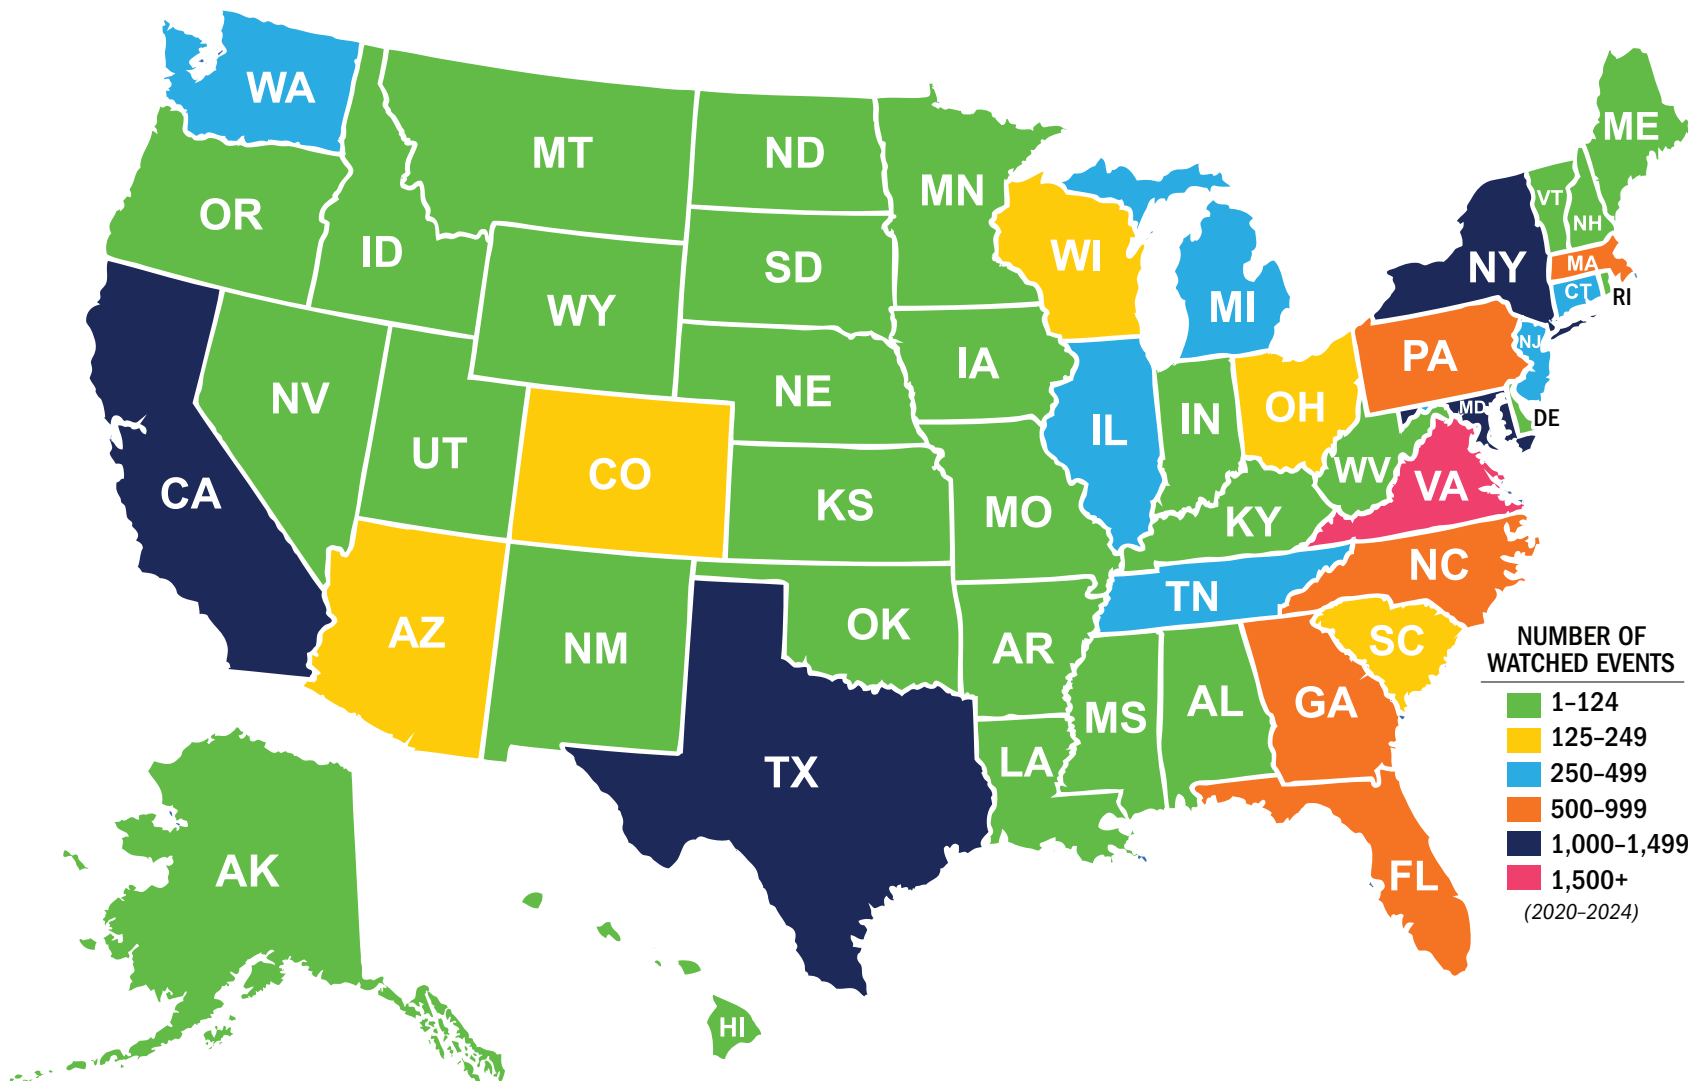 WA
MT
ND
MN
ME
OR
ID
SD
WI
VT
NH
WY
MI
NY
MA
CT
RI
NV
UT
CO
NE
IA
IL
IN
OH
PA
NJ
MD
DE
CA
KS
MO
KY
WV
VA
AZ
NM
OK
AR
TN
NC
SC
TX
LA
MS
AL
GA
FL
AK
HI
NUMBER OF
WATCHED EVENTS
1–124
125–249
250–499
500–999
1,000–1,499
1,500+
(2020–2024)